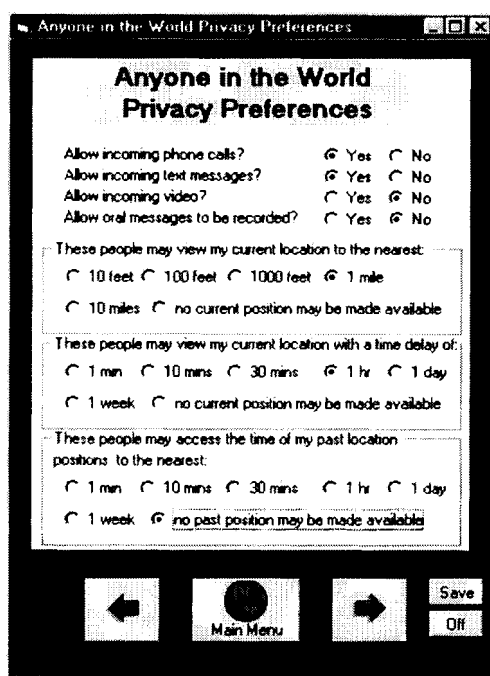 Anyone in the World Privacy Preferences
Anyone in the World
Privacy Preferences
Allow incoming phone calls? Yes No
Allow incoming text messages? Yes No
Allow incoming video? Yes No
Allow oral messages to be recorded? Yes No
These people may view my current location to the nearest:
10 feet 100 feet 1000 feet 1 mile
10 miles no current position may be made available
These people may view my current location with a time delay of:
1 min 10 mins 30 mins 1 hr 1 day
1 week no current position may be made available
These people may access the time of my past location
positions to the nearest:
1 min 10 mins 30 mins 1 hr 1 day
1 week no past position may be made available
Save
Main Menu Off